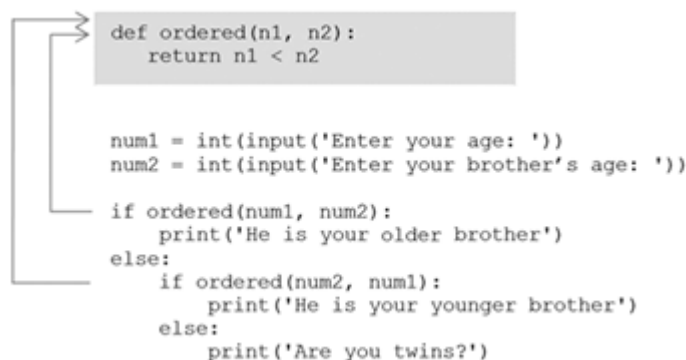 def ordered(n1, n2):
    return n1 < n2
num1 = int(input('Enter your age: '))
num2 = int(input('Enter your brother’s age: '))
if ordered(num1, num2):
    print('He is your older brother')
else:
    if ordered(num2, num1):
        print('He is your younger brother')
    else:
        print('Are you twins?')